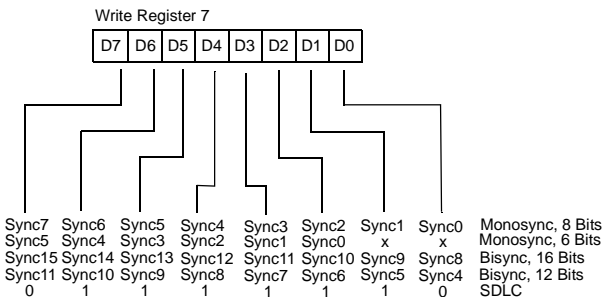 Write Register 7
D7 D6 D5 D4 D3 D2 D1 D0
Sync7 Sync6 Sync5 Sync4 Sync3 Sync2 Sync1 Sync0 Monosync, 8 Bits
Sync5 Sync4 Sync3 Sync2 Sync1 Sync0 x x Monosync, 6 Bits
Sync15 Sync14 Sync13 Sync12 Sync11 Sync10 Sync9 Sync8 Bisync, 16 Bits
Sync11 Sync10 Sync9 Sync8 Sync7 Sync6 Sync5 Sync4 Bisync, 12 Bits
0 1 1 1 1 1 1 0 SDLC